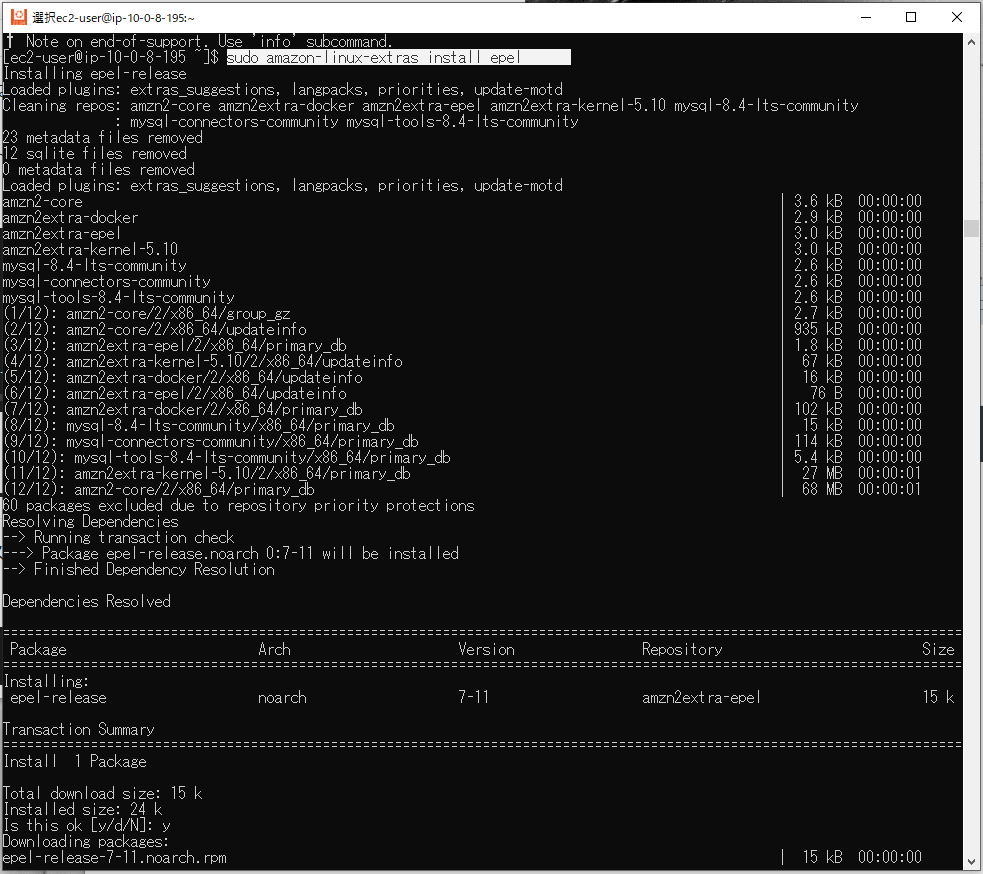 選択ec2-user@ip-10-0-8-195:~
† Note on end-of-support. Use 'info' subcommand.
[ec2-user@ip-10-0-8-195 ~]$ sudo amazon-linux-extras install epel
Installing epel-release
Loaded plugins: extras_suggestions, langpacks, priorities, update-motd
Cleaning repos: amzn2-core amzn2extra-docker amzn2extra-epel amzn2extra-kernel-5.10 mysql-8.4-lts-community
              : mysql-connectors-community mysql-tools-8.4-lts-community
23 metadata files removed
12 sqlite files removed
0 metadata files removed
Loaded plugins: extras_suggestions, langpacks, priorities, update-motd
amzn2-core | 3.6 kB 00:00:00
amzn2extra-docker | 2.9 kB 00:00:00
amzn2extra-epel | 3.0 kB 00:00:00
amzn2extra-kernel-5.10 | 3.0 kB 00:00:00
mysql-8.4-lts-community | 2.6 kB 00:00:00
mysql-connectors-community | 2.6 kB 00:00:00
mysql-tools-8.4-lts-community | 2.6 kB 00:00:00
(1/12): amzn2-core/2/x86_64/group_gz | 2.7 kB 00:00:00
(2/12): amzn2-core/2/x86_64/updateinfo | 935 kB 00:00:00
(3/12): amzn2extra-epel/2/x86_64/primary_db | 1.8 kB 00:00:00
(4/12): amzn2extra-kernel-5.10/2/x86_64/updateinfo | 67 kB 00:00:00
(5/12): amzn2extra-docker/2/x86_64/updateinfo | 16 kB 00:00:00
(6/12): amzn2extra-epel/2/x86_64/updateinfo | 76 B 00:00:00
(7/12): amzn2extra-docker/2/x86_64/primary_db | 102 kB 00:00:00
(8/12): mysql-8.4-lts-community/x86_64/primary_db | 15 kB 00:00:00
(9/12): mysql-connectors-community/x86_64/primary_db | 114 kB 00:00:00
(10/12): mysql-tools-8.4-lts-community/x86_64/primary_db | 5.4 kB 00:00:00
(11/12): amzn2extra-kernel-5.10/2/x86_64/primary_db | 27 MB 00:00:01
(12/12): amzn2-core/2/x86_64/primary_db | 68 MB 00:00:01
60 packages excluded due to repository priority protections
Resolving Dependencies
--> Running transaction check
---> Package epel-release.noarch 0:7-11 will be installed
--> Finished Dependency Resolution
Dependencies Resolved
Package Arch Version Repository Size
Installing:
epel-release noarch 7-11 amzn2extra-epel 15 k
Transaction Summary
Install  1 Package
Total download size: 15 k
Installed size: 24 k
Is this ok [y/d/N]: y
Downloading packages:
epel-release-7-11.noarch.rpm | 15 kB 00:00:00